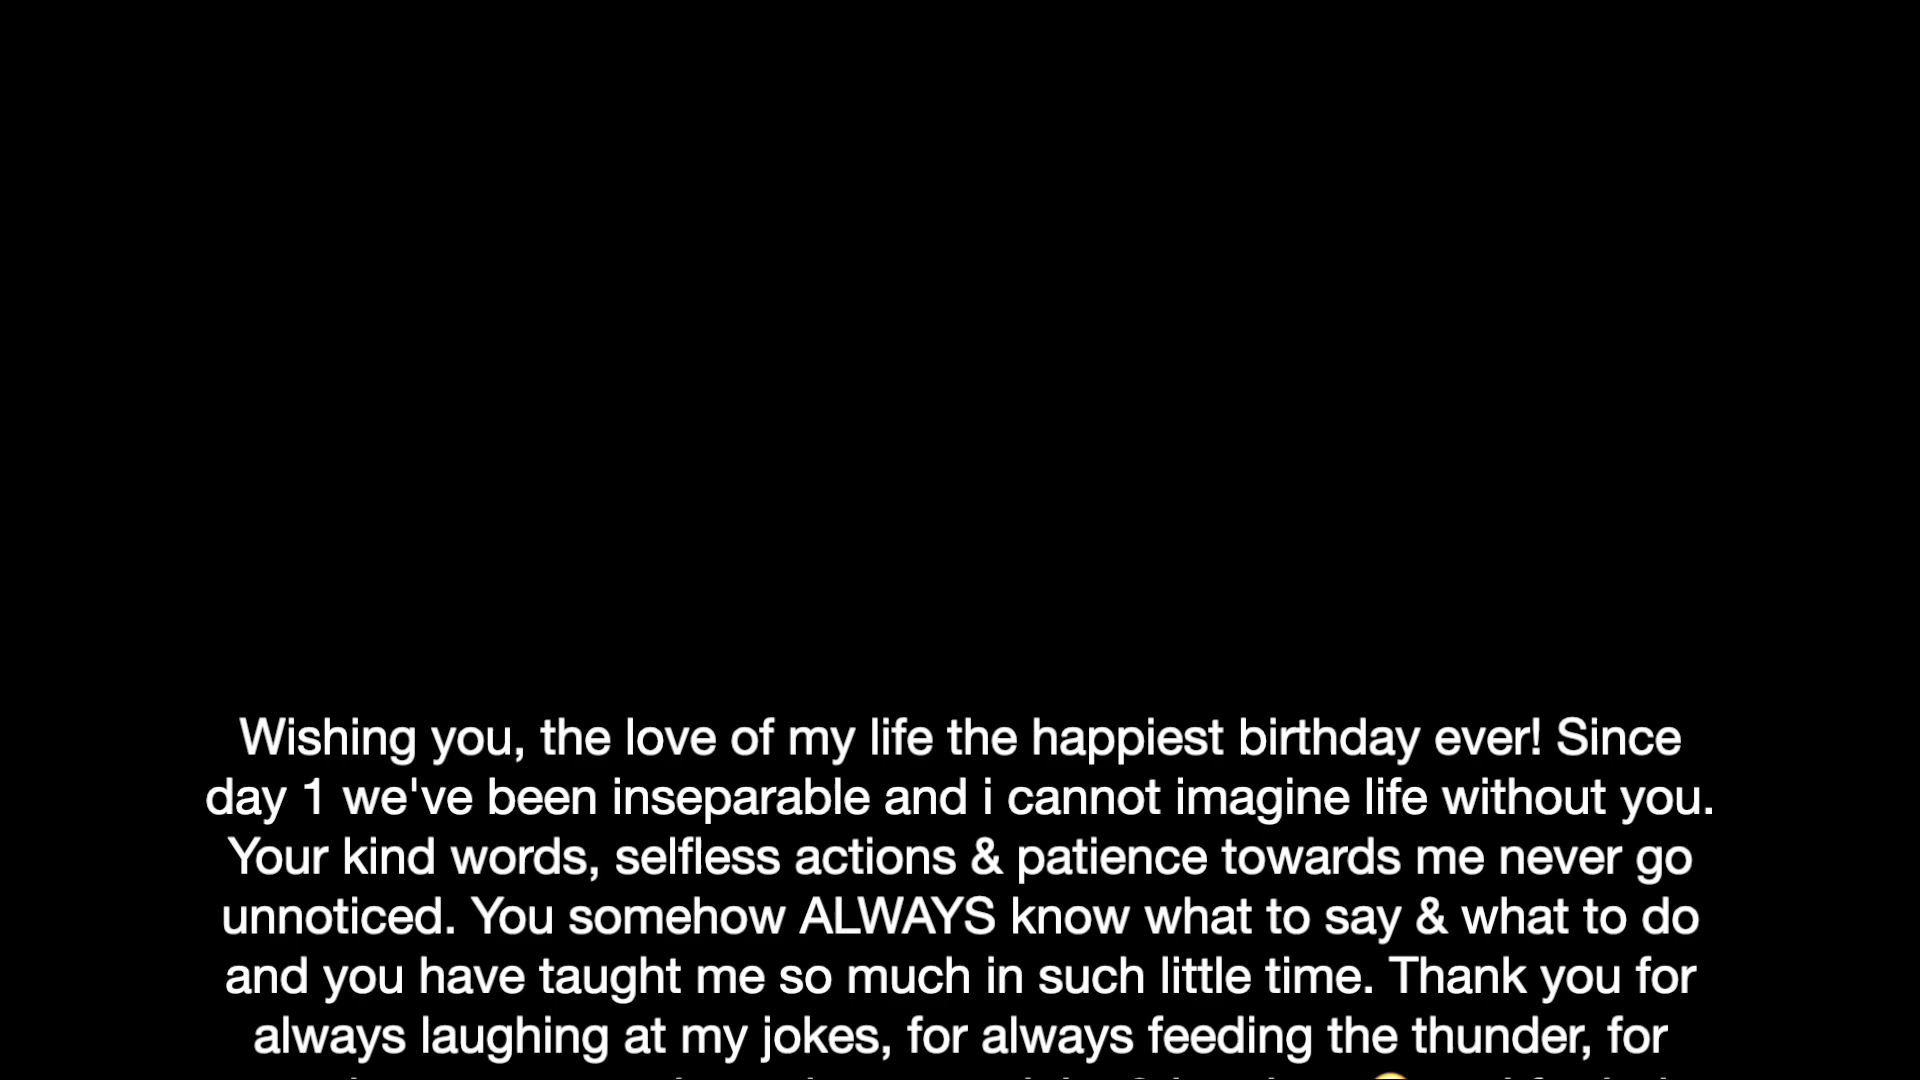 Wishing you, the love of my life the happiest birthday ever! Since
day 1 we've been inseparable and i cannot imagine life without you.
Your kind words, selfless actions & patience towards me never go
unnoticed. You somehow ALWAYS know what to say & what to do
and you have taught me so much in such little time. Thank you for
always laughing at my jokes, for always feeding the thunder, for